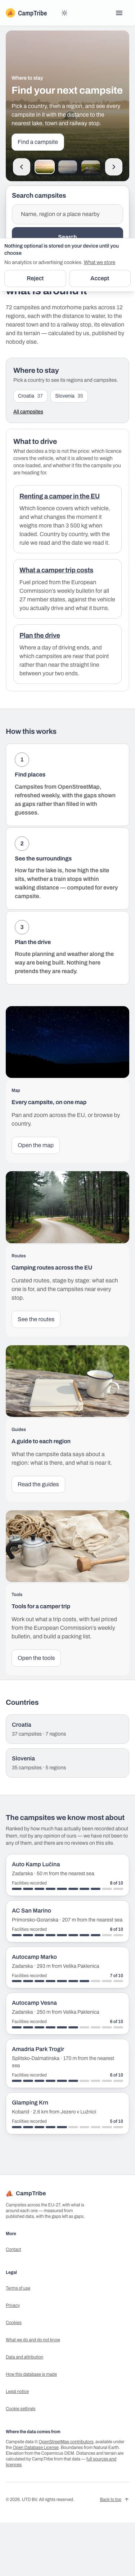 CampTribe
Where to stay
Find your next campsite
Pick a country, then a region, and see every
campsite in it with the distance to the
nearest lake, town and railway stop.
Find a campsite
Search campsites
Name, region or a place nearby
Search
Nothing optional is stored on your device until you
choose
No analytics or advertising cookies. What we store
Reject
Accept
What is around it
72 campsites across 2 countries and nine places
around each: the nearest
town and to a railway stop, its elevation
and its terrain — calculated by us, published by nobody else.
Where to stay
Pick a country to see its regions and campsites.
Croatia 37
Slovenia 35
All campsites
What to do
What decides a trip is not the pitch: which licence
covers the vehicle, what it is allowed to weigh
once loaded, and whether it fits the people you
are feeding.
Renting a camper in the EU
Which licence covers which vehicle,
and what changes the moment it
weighs more than 3 500 kg when
loaded. Country by country, with the
rule we must read and the date we read it.
What a camper trip costs
Fuel priced from the European
Commission's weekly bulletin for all
27 member states, against the vehicle
you actually drive and what it burns.
Plan the drive
Where a day of driving ends, and
which campsites are near that point
rather than near the straight line
between your two ends.
How this works
1
Find places
Campsites from OpenStreetMap,
refreshed weekly, with the gaps shown
as gaps rather than filled in with
guesses.
2
See the surroundings
How far the lake is, how high the site
sits, whether a train stops within
walking distance — computed for every
campsite.
3
Plan the drive
Route planning and weather along the
way are being built. Nothing here
pretends they are ready.
Map
Every campsite, on one map
Pan and zoom across the EU, or browse by
country.
Open the map
Routes
Camping routes across the EU
Curated routes, stage by stage: what each
one is for, and the campsites near every
stop.
See the routes
Guides
A guide to each region
What the campsite data says about a
region: what is there, and what is near it.
Read the guides
Tools
Tools for a camper trip
Work out what a trip costs, with fuel priced
from the European Commission's weekly
bulletin, and build a packing list.
Open the tools
Countries
Croatia
37 campsites · 7 regions
Slovenia
35 campsites · 5 regions
The campsites we know most about
Ranked by how much has actually been recorded about
them, not by any opinion of ours — we have not been to
any of them, and there are no reviews on this site.
Auto Kamp Lučina
Zadarska · 50 m from the nearest sea
Facilities recorded
8 of 10
AC San Marino
Primorsko-Goranska · 207 m from the nearest sea
Facilities recorded
8 of 10
Autocamp Marko
Zadarska · 293 m from Velika Paklenica
Facilities recorded
7 of 10
Autocamp Vesna
Zadarska · 255 m from Velika Paklenica
Facilities recorded
6 of 10
Amadria Park Trogir
Splitsko-Dalmatinska · 170 m from the nearest
sea
Facilities recorded
6 of 10
Glamping Krn
Kobarid · 2.6 km from Jezero v Lužnici
Facilities recorded
5 of 10
CampTribe
Campsites across the EU-27, with what is
around each one — measured from
published data, with the gaps left as gaps.
More
Contact
Legal
Terms of use
Privacy
Cookies
What we do and do not know
Data and attribution
How this database is made
Legal notice
Cookie settings
Where the data comes from
Campsite data © OpenStreetMap contributors, available under
the Open Database License. Boundaries from Natural Earth.
Elevation from the Copernicus DEM. Distances and terrain are
calculated by CampTribe from that data — full sources and
licences.
© 2026. UTD BV. All rights reserved.
Back to top